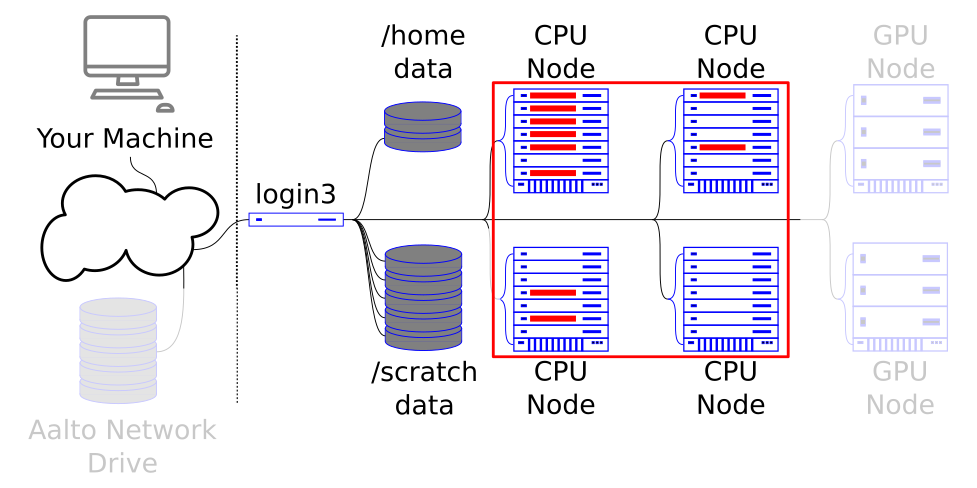 /home
data
CPU
Node
CPU
Node
GPU
Node
Your Machine
login3
/scratch
data
CPU
Node
CPU
Node
GPU
Node
Aalto Network
Drive